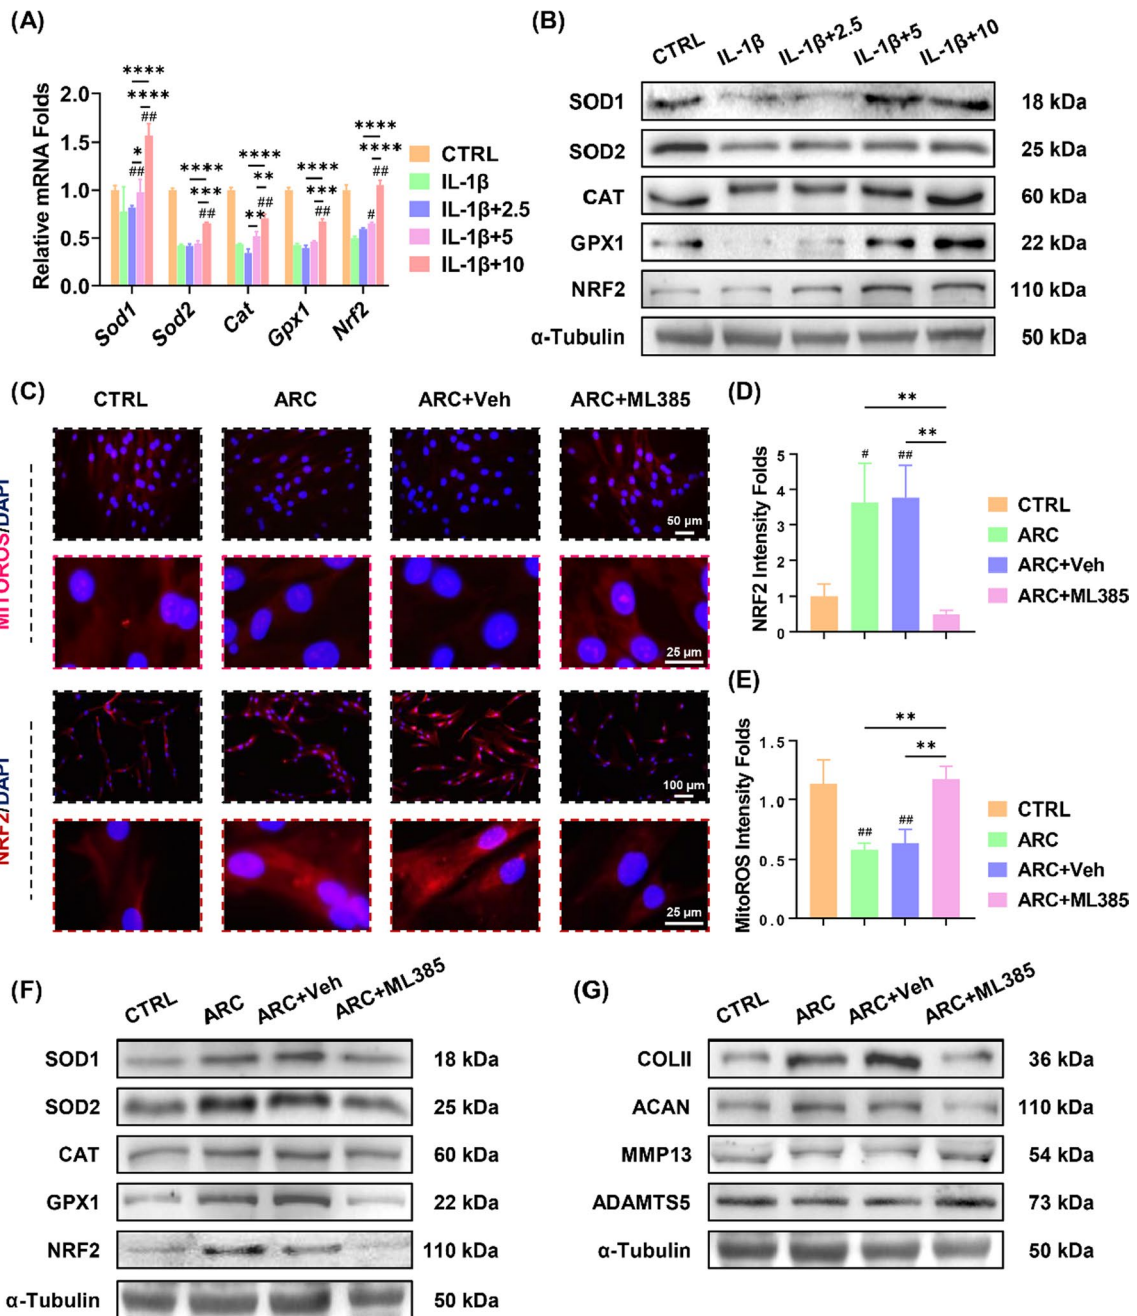 (A)
Relative mRNA Folds
2.0
1.5
1.0
0.5
0.0
****
****
##
*
##
****
***
##
****
**
##
**
****
***
##
****
****
##
#
Sod1
Sod2
Cat
Gpx1
Nrf2
CTRL
IL-1β
IL-1β+2.5
IL-1β+5
IL-1β+10
(B)
CTRL IL-1β IL-1β+2.5 IL-1β+5 IL-1β+10
SOD1 18 kDa
SOD2 25 kDa
CAT 60 kDa
GPX1 22 kDa
NRF2 110 kDa
α-Tubulin 50 kDa
(C)
CTRL ARC ARC+Veh ARC+ML385
MITOROS/DAPI
50 μm
25 μm
NRF2/DAPI
100 μm
25 μm
(D)
NRF2 Intensity Folds
5
4
3
2
1
0
**
**
#
##
CTRL
ARC
ARC+Veh
ARC+ML385
(E)
MitoROS Intensity Folds
1.5
1.0
0.5
0.0
**
**
##
##
CTRL
ARC
ARC+Veh
ARC+ML385
(F)
CTRL ARC ARC+Veh ARC+ML385
SOD1 18 kDa
SOD2 25 kDa
CAT 60 kDa
GPX1 22 kDa
NRF2 110 kDa
α-Tubulin 50 kDa
(G)
CTRL ARC ARC+Veh ARC+ML385
COLII 36 kDa
ACAN 110 kDa
MMP13 54 kDa
ADAMTS5 73 kDa
α-Tubulin 50 kDa